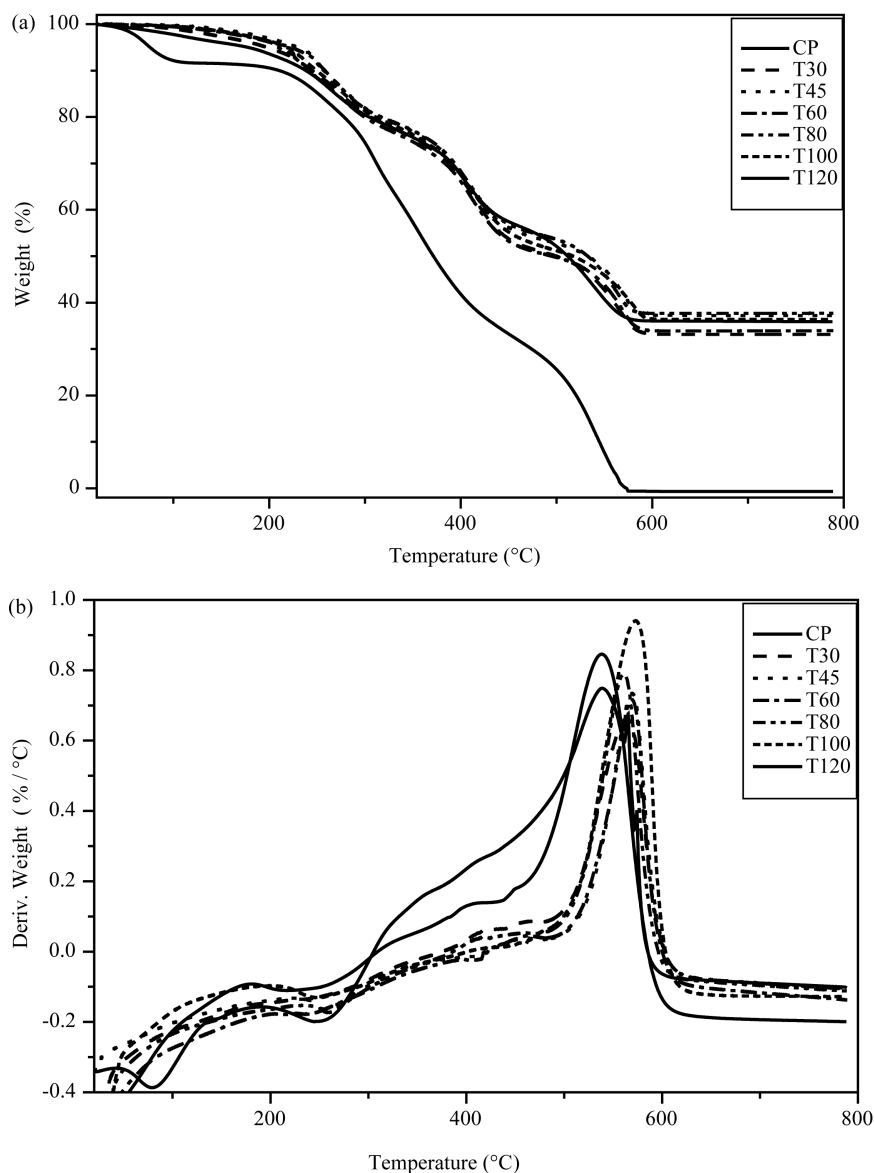 (a)
100
80
60
40
20
0
Weight (%)
200
400
600
800
Temperature (°C)
CP
T30
T45
T60
T80
T100
T120
(b)
1.0
0.8
0.6
0.4
0.2
0.0
-0.2
-0.4
Deriv. Weight ( % / °C)
200
400
600
800
Temperature (°C)
CP
T30
T45
T60
T80
T100
T120